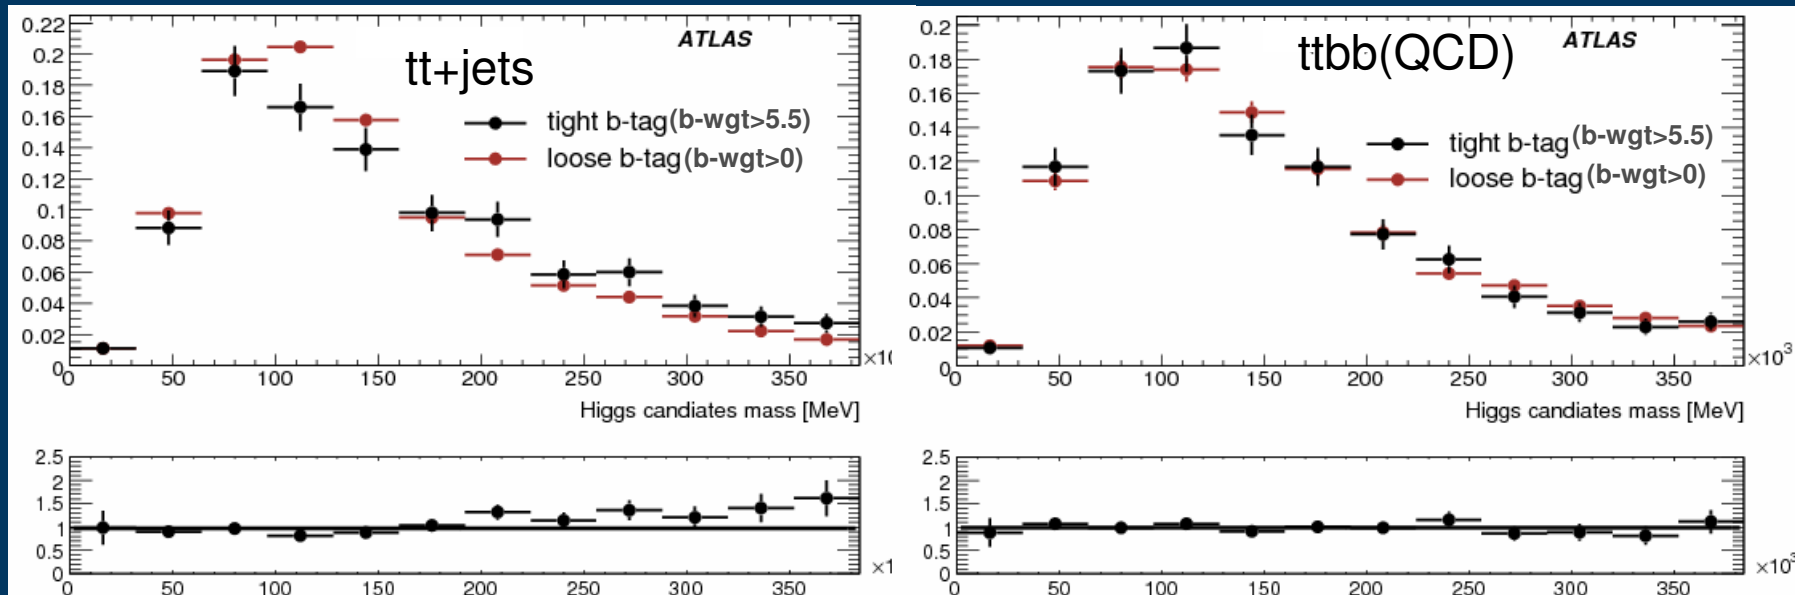 0.22
0.2
0.18
0.16
0.14
0.12
0.1
0.08
0.06
0.04
0.02
0
ATLAS
tt+jets
tight b-tag(b-wgt>5.5)
loose b-tag(b-wgt>0)
0 50 100 150 200 250 300 350
×10
Higgs candiates mass [MeV]
2.5
2
1.5
1
0.5
0
0 50 100 150 200 250 300 350
×1
0.2
0.18
0.16
0.14
0.12
0.1
0.08
0.06
0.04
0.02
0
ATLAS
ttbb(QCD)
tight b-tag(b-wgt>5.5)
loose b-tag(b-wgt>0)
0 50 100 150 200 250 300 350
×10³
Higgs candiates mass [MeV]
2.5
2
1.5
1
0.5
0
0 50 100 150 200 250 300 350
×10³